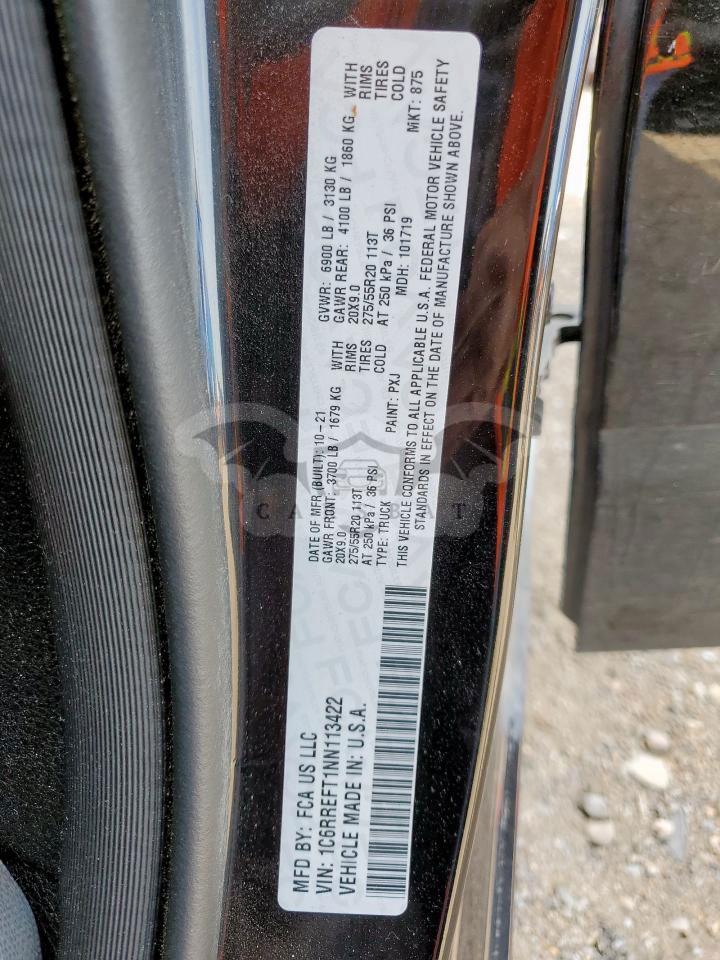 MFD BY: FCA US LLC
VIN: 1C6RREFT1NN113422
VEHICLE MADE IN: U.S.A.
DATE OF MFR (BUILT): 10-21
GAWR FRONT: 3700 LB / 1679 KG WITH
20X9.0 RIMS
275/55R20 113T TIRES
AT 250 kPa / 36 PSI COLD
TYPE: TRUCK PAINT: PXJ
GVWR: 6900 LB / 3130 KG
GAWR REAR: 4100 LB / 1860 KG WITH
20X9.0 RIMS
275/55R20 113T TIRES
AT 250 kPa / 36 PSI COLD
MDH: 101719 MKT: 875
THIS VEHICLE CONFORMS TO ALL APPLICABLE U.S.A. FEDERAL MOTOR VEHICLE SAFETY
STANDARDS IN EFFECT ON THE DATE OF MANUFACTURE SHOWN ABOVE.